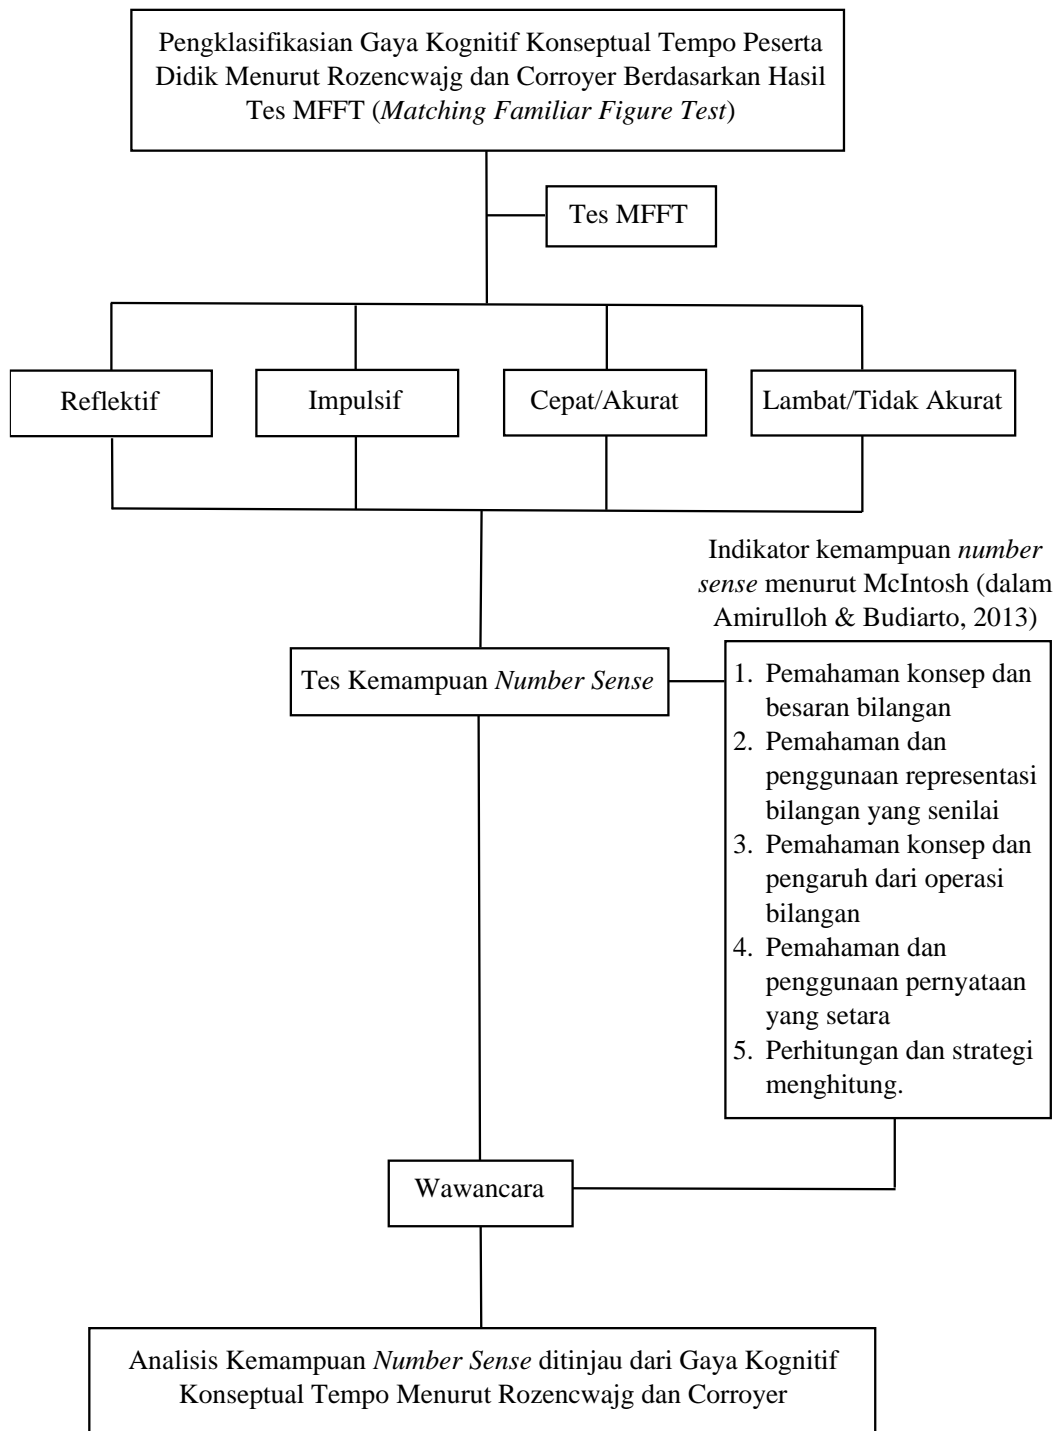 Pengklasifikasian Gaya Kognitif Konseptual Tempo Peserta
Didik Menurut Rozencwajg dan Corroyer Berdasarkan Hasil
Tes MFFT (Matching Familiar Figure Test)
Tes MFFT
Reflektif
Impulsif
Cepat/Akurat
Lambat/Tidak Akurat
Indikator kemampuan number
sense menurut McIntosh (dalam
Amirulloh & Budiarto, 2013)
Tes Kemampuan Number Sense
1. Pemahaman konsep dan
besaran bilangan
2. Pemahaman dan
penggunaan representasi
bilangan yang senilai
3. Pemahaman konsep dan
pengaruh dari operasi
bilangan
4. Pemahaman dan
penggunaan pernyataan
yang setara
5. Perhitungan dan strategi
menghitung.
Wawancara
Analisis Kemampuan Number Sense ditinjau dari Gaya Kognitif
Konseptual Tempo Menurut Rozencwajg dan Corroyer